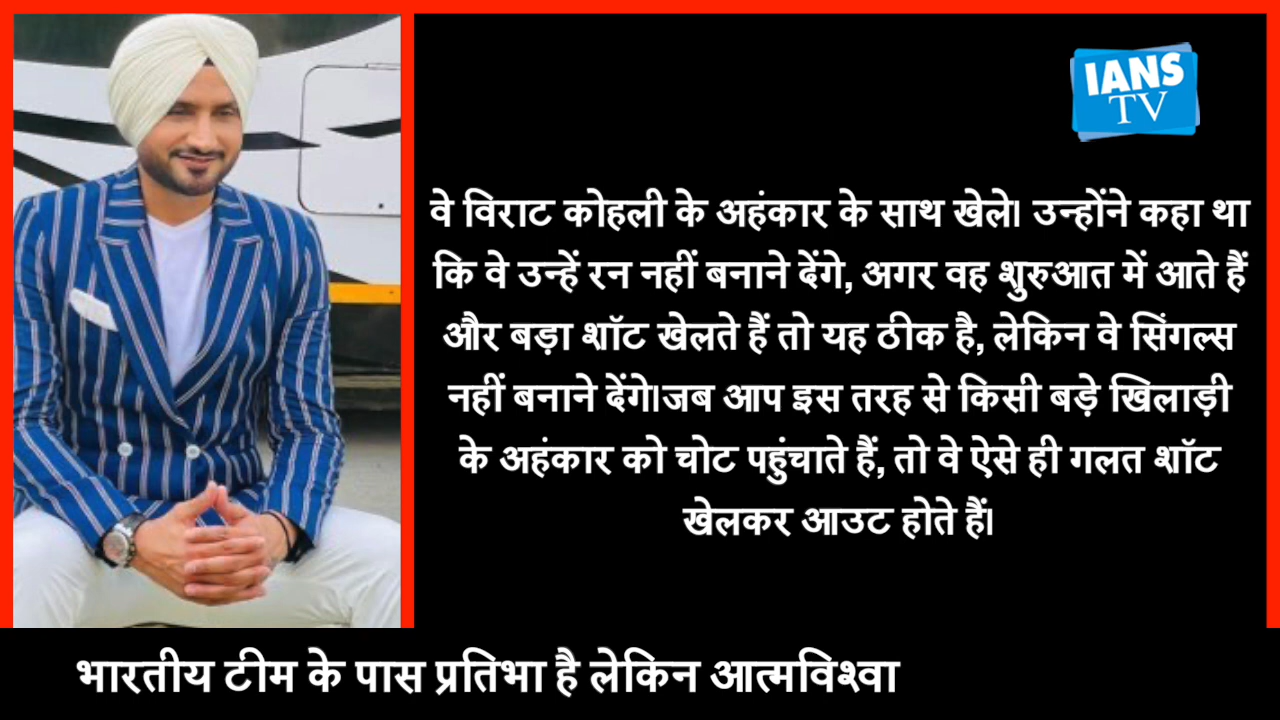 IANS
TV
वे विराट कोहली के अहंकार के साथ खेले। उन्होंने कहा था
कि वे उन्हें रन नहीं बनाने देंगे, अगर वह शुरुआत में आते हैं
और बड़ा शॉट खेलते हैं तो यह ठीक है, लेकिन वे सिंगल्स
नहीं बनाने देंगे।जब आप इस तरह से किसी बड़े खिलाड़ी
के अहंकार को चोट पहुंचाते हैं, तो वे ऐसे ही गलत शॉट
खेलकर आउट होते हैं।
भारतीय टीम के पास प्रतिभा है लेकिन आत्मविश्वा